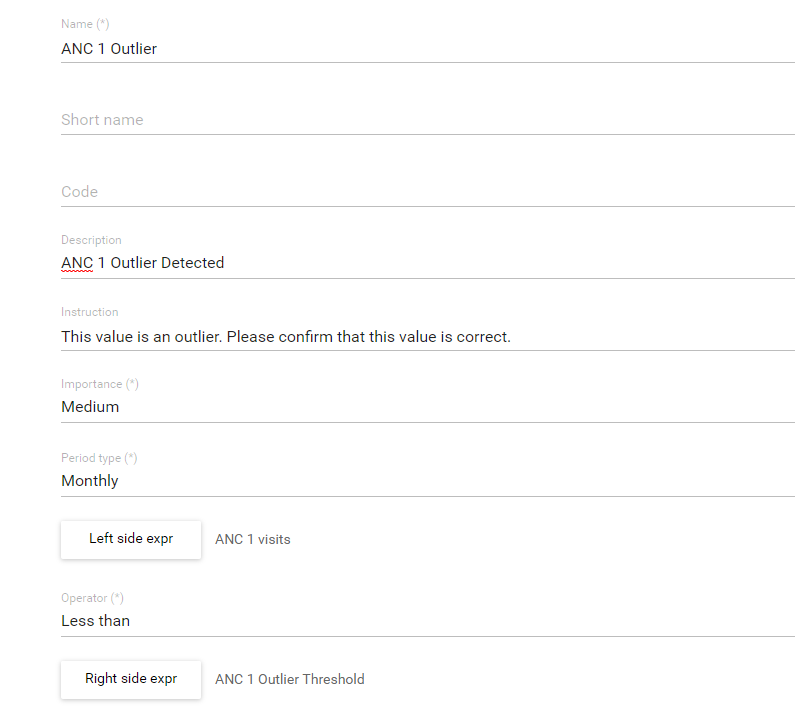 Name (*)
ANC 1 Outlier
Short name
Code
Description
ANC 1 Outlier Detected
Instruction
This value is an outlier. Please confirm that this value is correct.
Importance (*)
Medium
Period type (*)
Monthly
Left side expr ANC 1 visits
Operator (*)
Less than
Right side expr ANC 1 Outlier Threshold